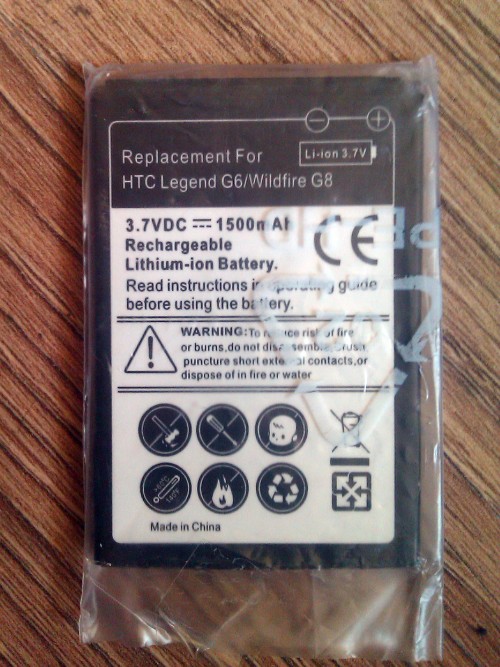 Replacement For
HTC Legend G6/Wildfire G8
Li-ion 3.7V
3.7VDC 1500mAh
Rechargeable
Lithium-ion Battery.
Read instructions in operating guide
before using the battery.
WARNING: To reduce risk of fire
or burns,do not disassemble,crush,
puncture short external contacts,or
dispose of in fire or water
CE
Made in China